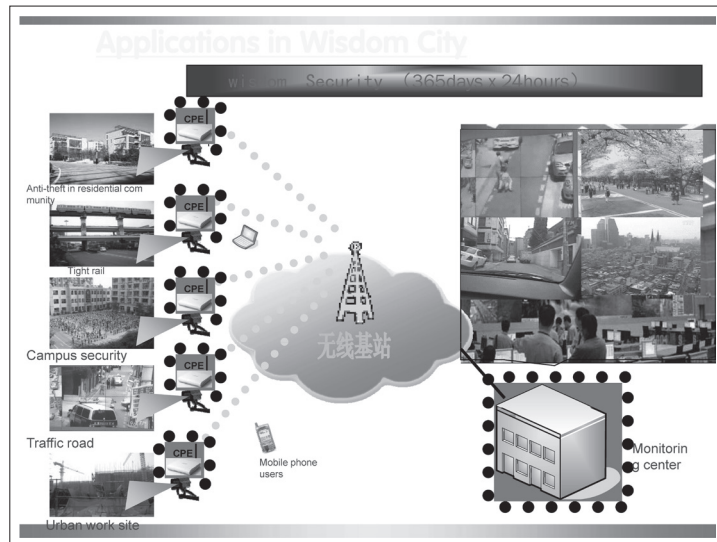 Applications in Wisdom City
wisdom Security (365days x 24hours)
CPE
Anti-theft in residential com
munity
CPE
Tight rail
CPE
无线基站
Campus security
CPE
Traffic road
CPE
Mobile phone
users
Monitorin
g center
Urban work site